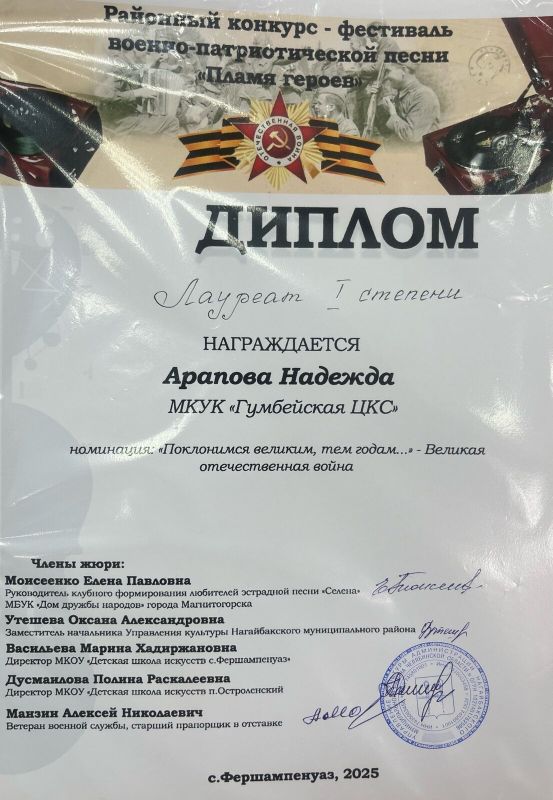 Районный конкурс - фестиваль
военно-патриотической песни
«Пламя героев»
ОТЕЧЕСТВЕННАЯ ВОЙНА
ДИПЛОМ
Лауреат I степени
НАГРАЖДАЕТСЯ
Арапова Надежда
МКУК «Гумбейская ЦКС»
номинация: «Поклонимся великим, тем годам...» - Великая
отечественная война
Члены жюри:
Моисеенко Елена Павловна
Руководитель клубного формирования любителей эстрадной песни «Селена»
МБУК «Дом дружбы народов» города Магнитогорска
Утешева Оксана Александровна
Заместитель начальника Управления культуры Нагайбакского муниципального района
Васильева Марина Хадиржановна
Директор МКОУ «Детская школа искусств с.Фершампенуаз»
Дусмаилова Полина Раскалеевна
Директор МКОУ «Детская школа искусств п.Остроленский
Манзин Алексей Николаевич
Ветеран военной службы, старший прапорщик в отставке
с.Фершампенуаз, 2025